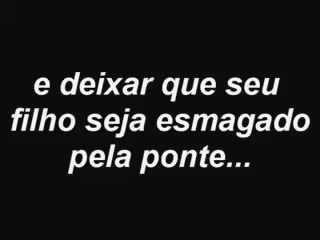 e deixar que seu
filho seja esmagado
pela ponte...